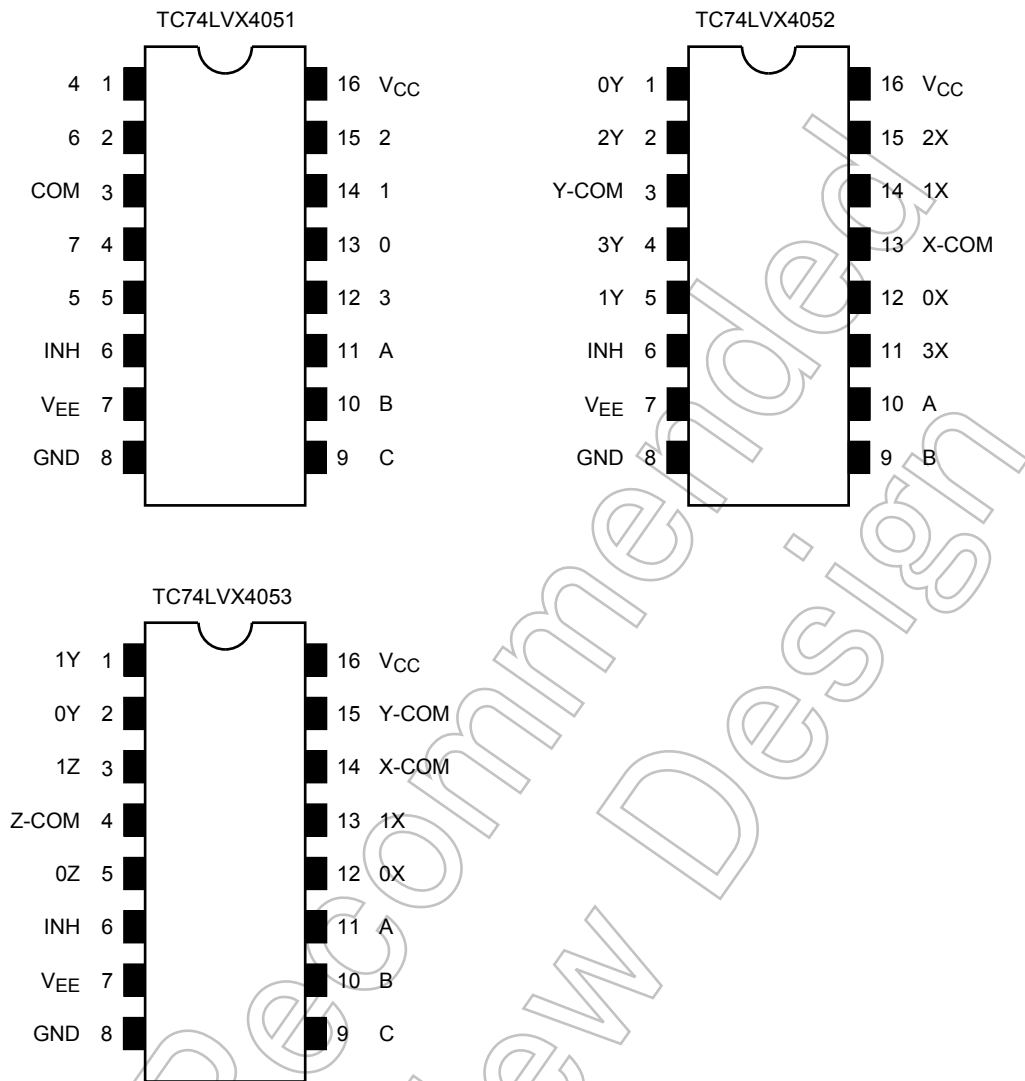 TC74LVX4051
4 1 16 VCC
6 2 15 2
COM 3 14 1
7 4 13 0
5 5 12 3
INH 6 11 A
VEE 7 10 B
GND 8 9 C
TC74LVX4052
0Y 1 16 VCC
2Y 2 15 2X
Y-COM 3 14 1X
3Y 4 13 X-COM
1Y 5 12 0X
INH 6 11 3X
VEE 7 10 A
GND 8 9 B
TC74LVX4053
1Y 1 16 VCC
0Y 2 15 Y-COM
1Z 3 14 X-COM
Z-COM 4 13 1X
0Z 5 12 0X
INH 6 11 A
VEE 7 10 B
GND 8 9 C
Recommended
ew Design